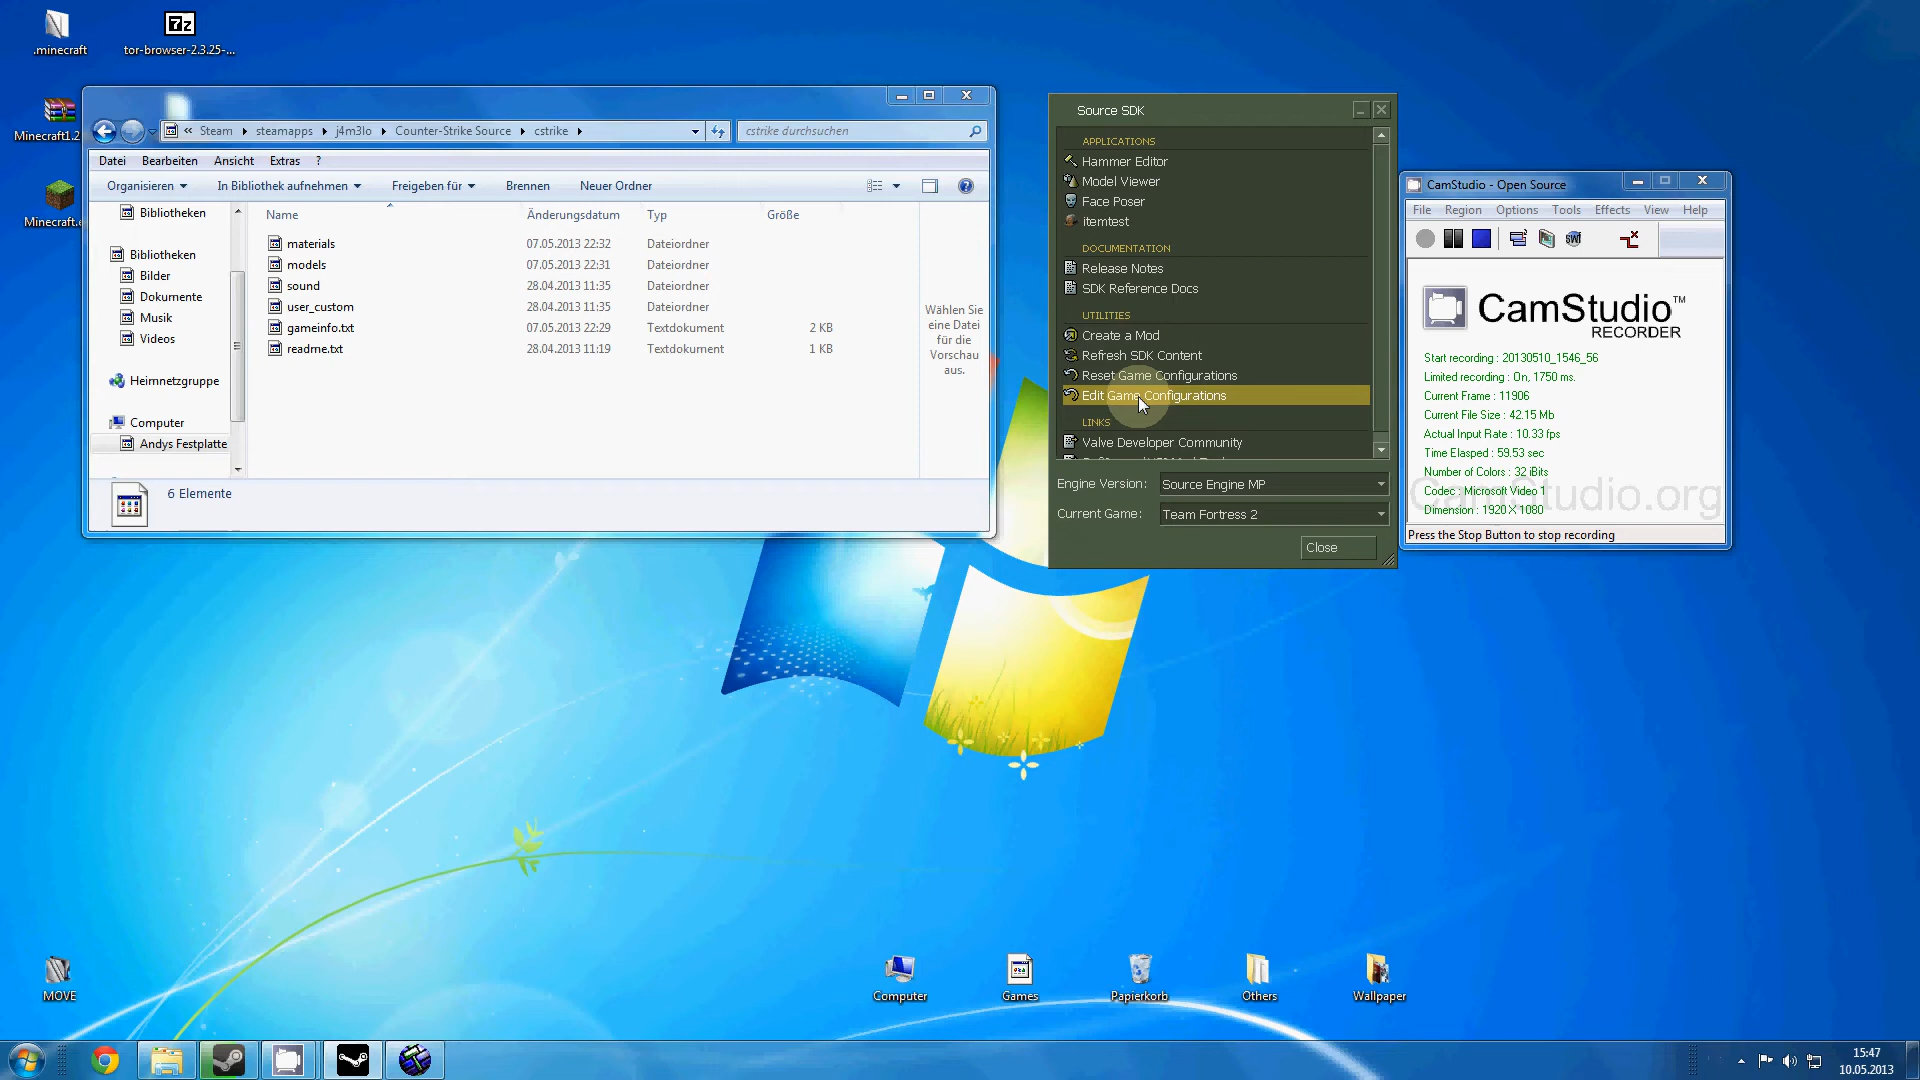 .minecraft
tor-browser-2.3.25-...
Minecraft1.2
Minecraft.e
« Steam steamapps j4m3lo Counter-Strike Source cstrike
cstrike durchsuchen
Datei Bearbeiten Ansicht Extras ?
Organisieren In Bibliothek aufnehmen Freigeben für Brennen Neuer Ordner
Bibliotheken
Bibliotheken
Bilder
Dokumente
Musik
Videos
Heimnetzgruppe
Computer
Andys Festplatte
Name Änderungsdatum Typ Größe
materials 07.05.2013 22:32 Dateiordner
models 07.05.2013 22:31 Dateiordner
sound 28.04.2013 11:35 Dateiordner
user_custom 28.04.2013 11:35 Dateiordner
gameinfo.txt 07.05.2013 22:29 Textdokument 2 KB
readme.txt 28.04.2013 11:19 Textdokument 1 KB
Wählen Sie
eine Datei
für die
Vorschau
aus.
6 Elemente
Source SDK
APPLICATIONS
Hammer Editor
Model Viewer
Face Poser
itemtest
DOCUMENTATION
Release Notes
SDK Reference Docs
UTILITIES
Create a Mod
Refresh SDK Content
Reset Game Configurations
Edit Game Configurations
LINKS
Valve Developer Community
Engine Version: Source Engine MP
Current Game: Team Fortress 2
Close
CamStudio - Open Source
File Region Options Tools Effects View Help
CamStudio™
RECORDER
Start recording : 20130510_1546_56
Limited recording : On, 1750 ms.
Current Frame : 11906
Current File Size : 42.15 Mb
Actual Input Rate : 10.33 fps
Time Elasped : 59.53 sec
Number of Colors : 32 iBits
Codec : Microsoft Video 1
Dimension : 1920 X 1080
CamStudio.org
Press the Stop Button to stop recording
MOVE
Computer
Games
Papierkorb
Others
Wallpaper
15:47
10.05.2013